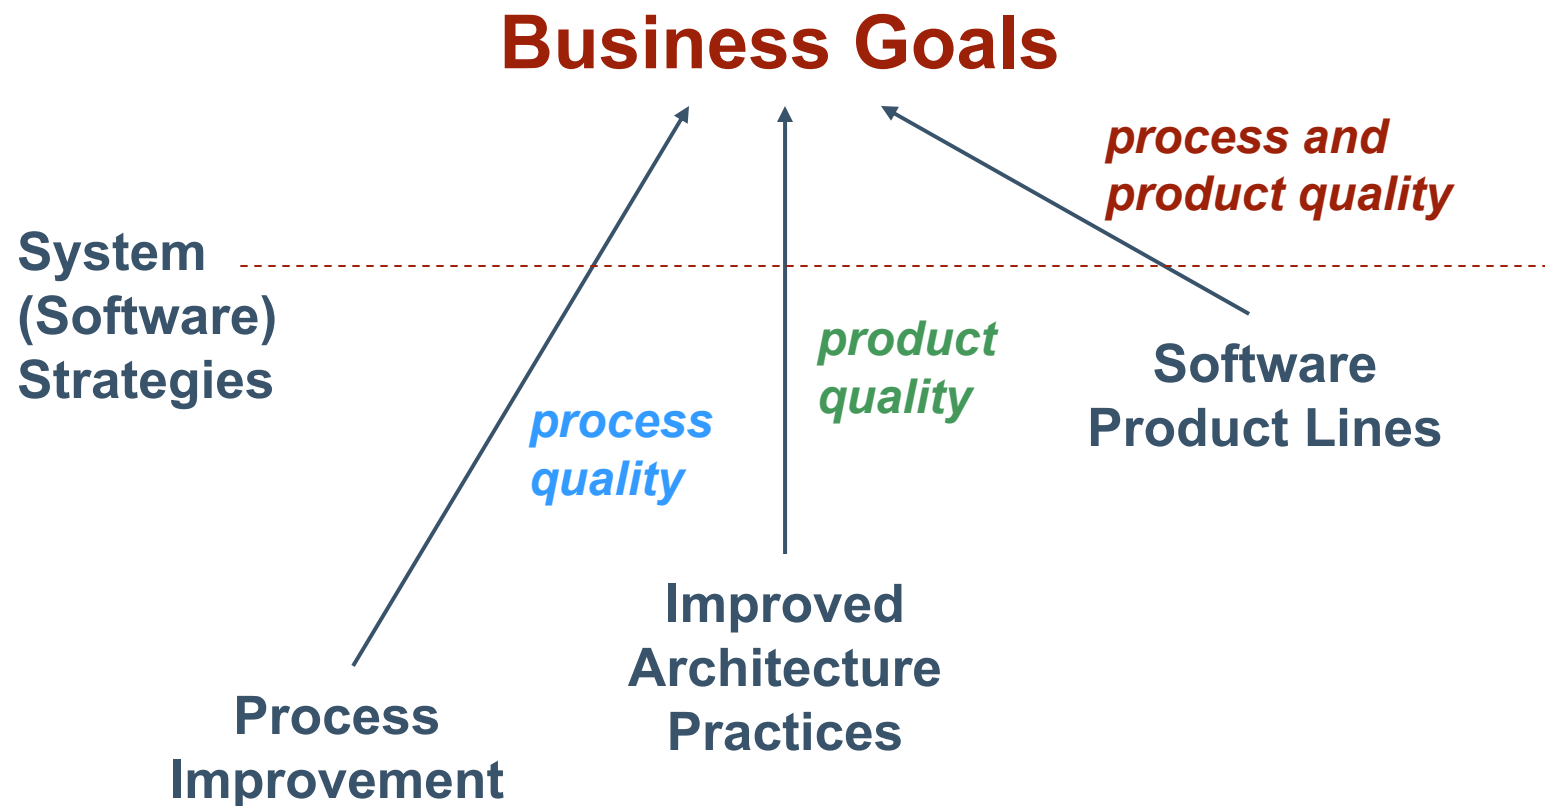 Business Goals
process and
product quality
System
(Software)
Strategies
product
quality
Software
Product Lines
process
quality
Improved
Architecture
Practices
Process
Improvement